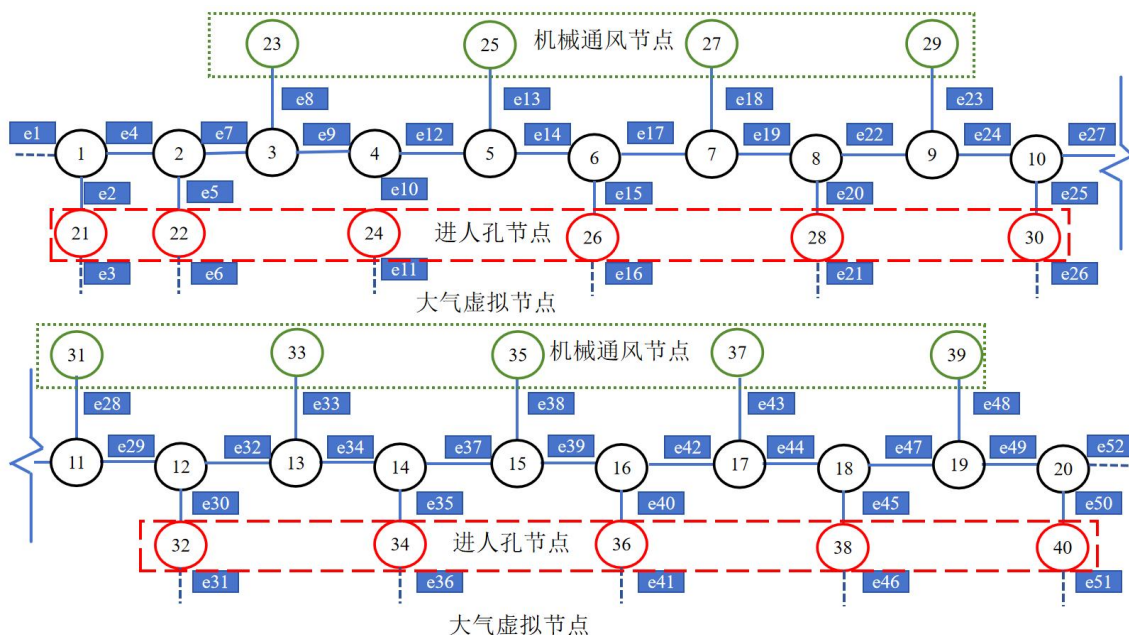 23 25 机械通风节点 27 29
e8 e13 e18 e23
e1 e4 e7 e9 e12 e14 e17 e19 e22 e24 e27
1 2 3 4 5 6 7 8 9 10
e2 e5 e10 e15 e20 e25
21 22 24 进人孔节点 26 28 30
e3 e6 e11 e16 e21 e26
大气虚拟节点
31 33 35 机械通风节点 37 39
e28 e33 e38 e43 e48
e29 e32 e34 e37 e39 e42 e44 e47 e49 e52
11 12 13 14 15 16 17 18 19 20
e30 e35 e40 e45 e50
32 34 进人孔节点 36 38 40
e31 e36 e41 e46 e51
大气虚拟节点